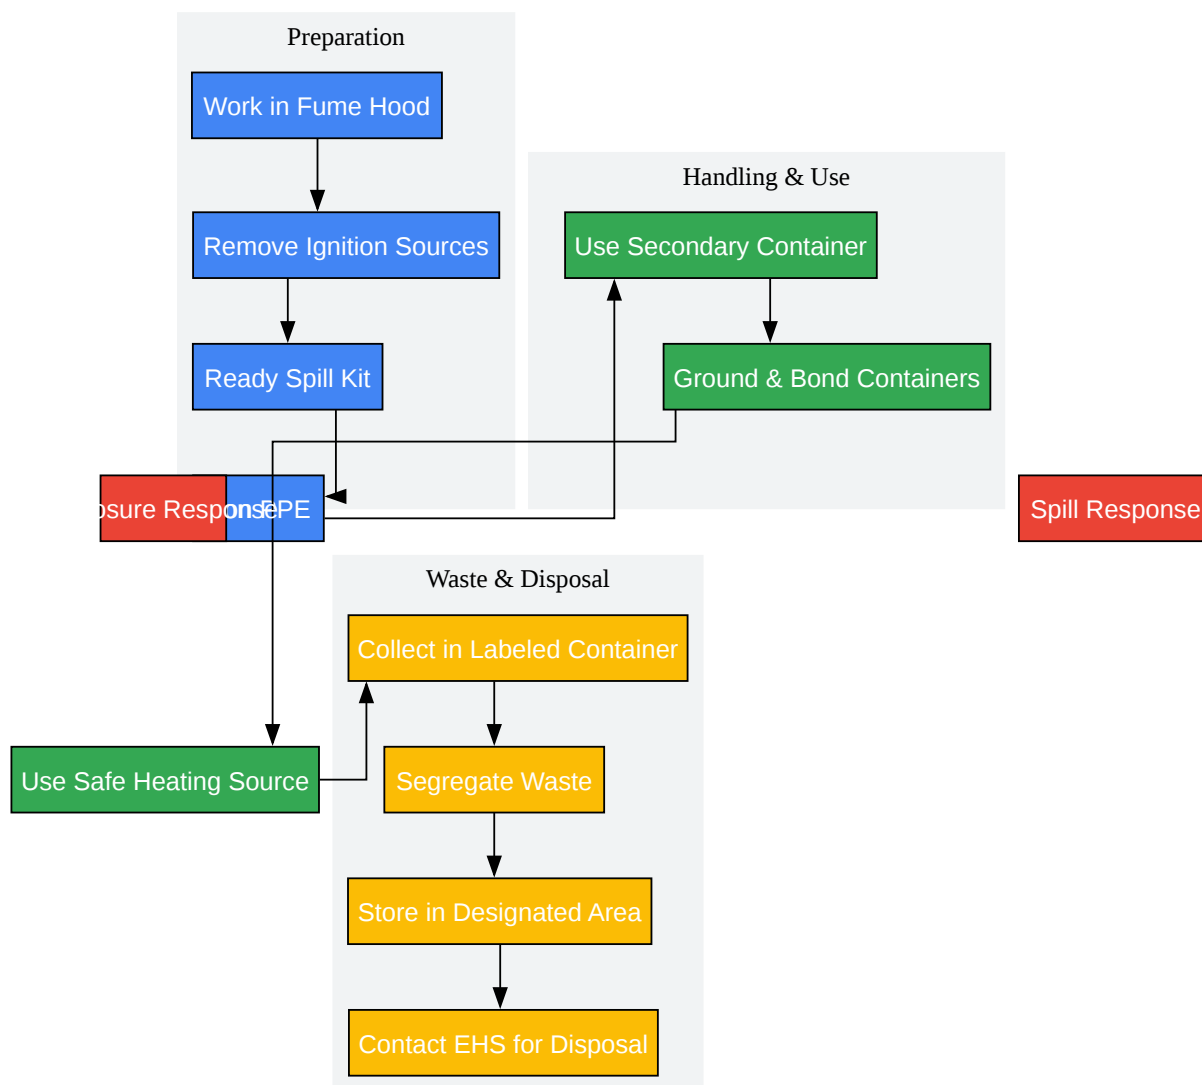 Preparation
Work in Fume Hood
Handling & Use
Remove Ignition Sources
Use Secondary Container
Ready Spill Kit
Ground & Bond Containers
Response
PPE
Spill Response
Waste & Disposal
Collect in Labeled Container
Use Safe Heating Source
Segregate Waste
Store in Designated Area
Contact EHS for Disposal